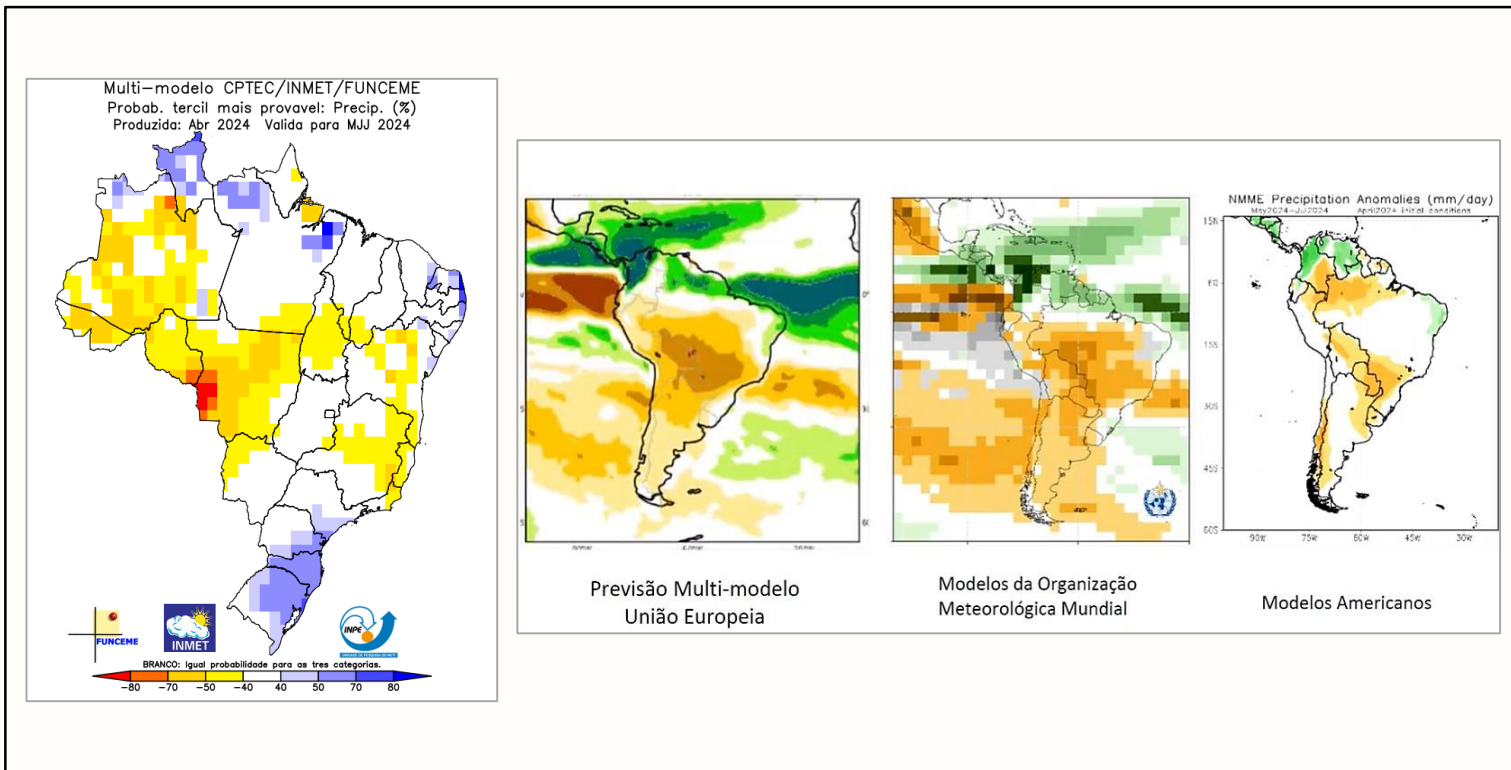 Multi-modelo CPTEC/INMET/FUNCEME
Probab. tercil mais provavel: Precip. (%)
Produzida: Abr 2024 Valida para MJJ 2024
FUNCEME
INMET
INPE
BRANCO: Igual probabilidade para as tres categorias.
-80 -70 -50 -40 40 50 70 80
Previsão Multi-modelo
União Europeia
Modelos da Organização
Meteorológica Mundial
NMME Precipitation Anomalies (mm/day)
May2024-Jul2024 April2024 initial conditions
15N
EQ
15S
30S
45S
60S
90W 75W 60W 45W 30W
Modelos Americanos